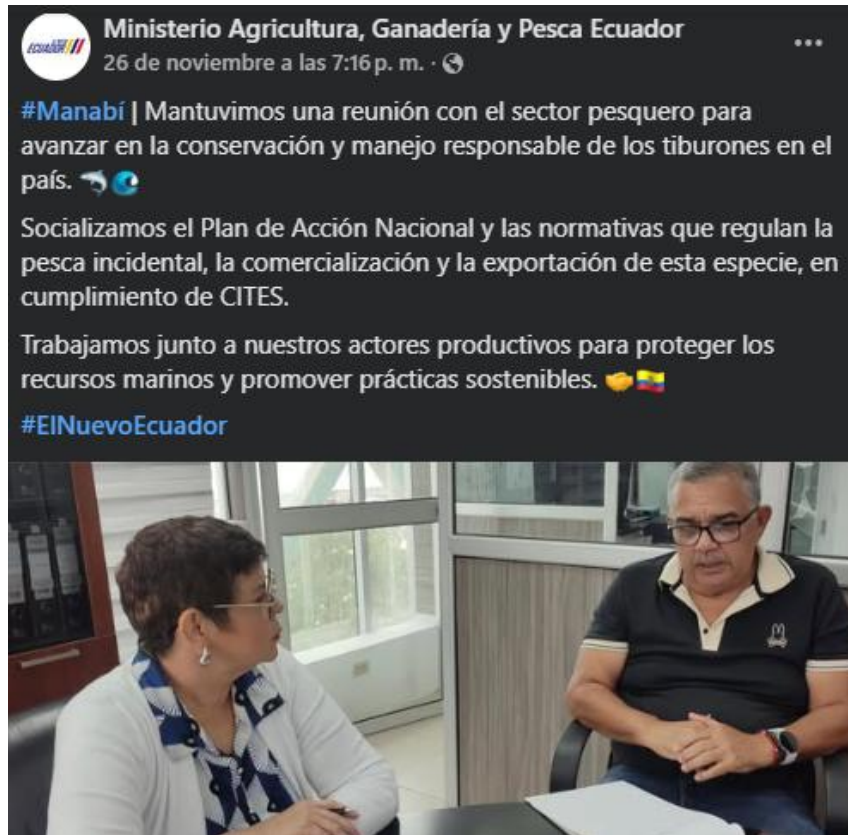 ECUADOR
Ministerio Agricultura, Ganadería y Pesca Ecuador
26 de noviembre a las 7:16 p. m. ·
#Manabí | Mantuvimos una reunión con el sector pesquero para
avanzar en la conservación y manejo responsable de los tiburones en el
país. 🦈🌊
Socializamos el Plan de Acción Nacional y las normativas que regulan la
pesca incidental, la comercialización y la exportación de esta especie, en
cumplimiento de CITES.
Trabajamos junto a nuestros actores productivos para proteger los
recursos marinos y promover prácticas sostenibles. 🤝🇪🇨
#ElNuevoEcuador